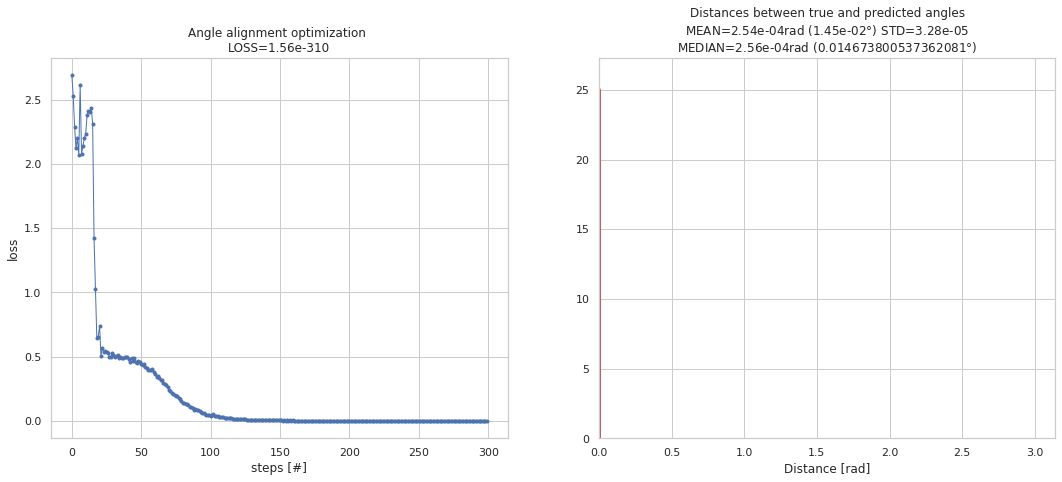 Angle alignment optimization
LOSS=1.56e-310
2.5
2.0
1.5
1.0
0.5
0.0
loss
0 50 100 150 200 250 300
steps [#]
Distances between true and predicted angles
MEAN=2.54e-04rad (1.45e-02°) STD=3.28e-05
MEDIAN=2.56e-04rad (0.014673800537362081°)
25
20
15
10
5
0
0.0 0.5 1.0 1.5 2.0 2.5 3.0
Distance [rad]